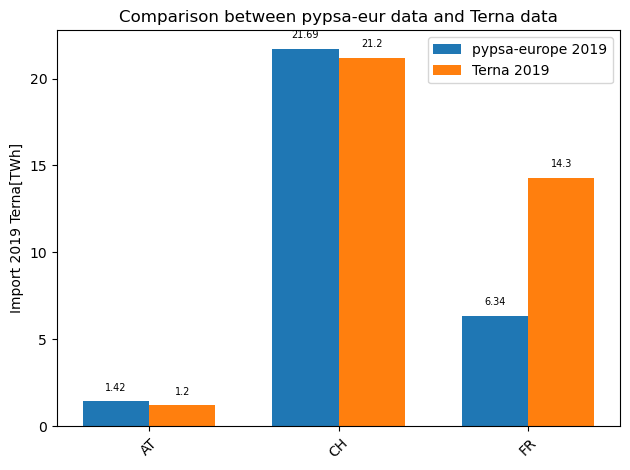 Comparison between pypsa-eur data and Terna data
Import 2019 Terna[TWh]
20
15
10
5
0
pypsa-europe 2019
Terna 2019
21.69
21.2
14.3
6.34
1.42
1.2
AT
CH
FR